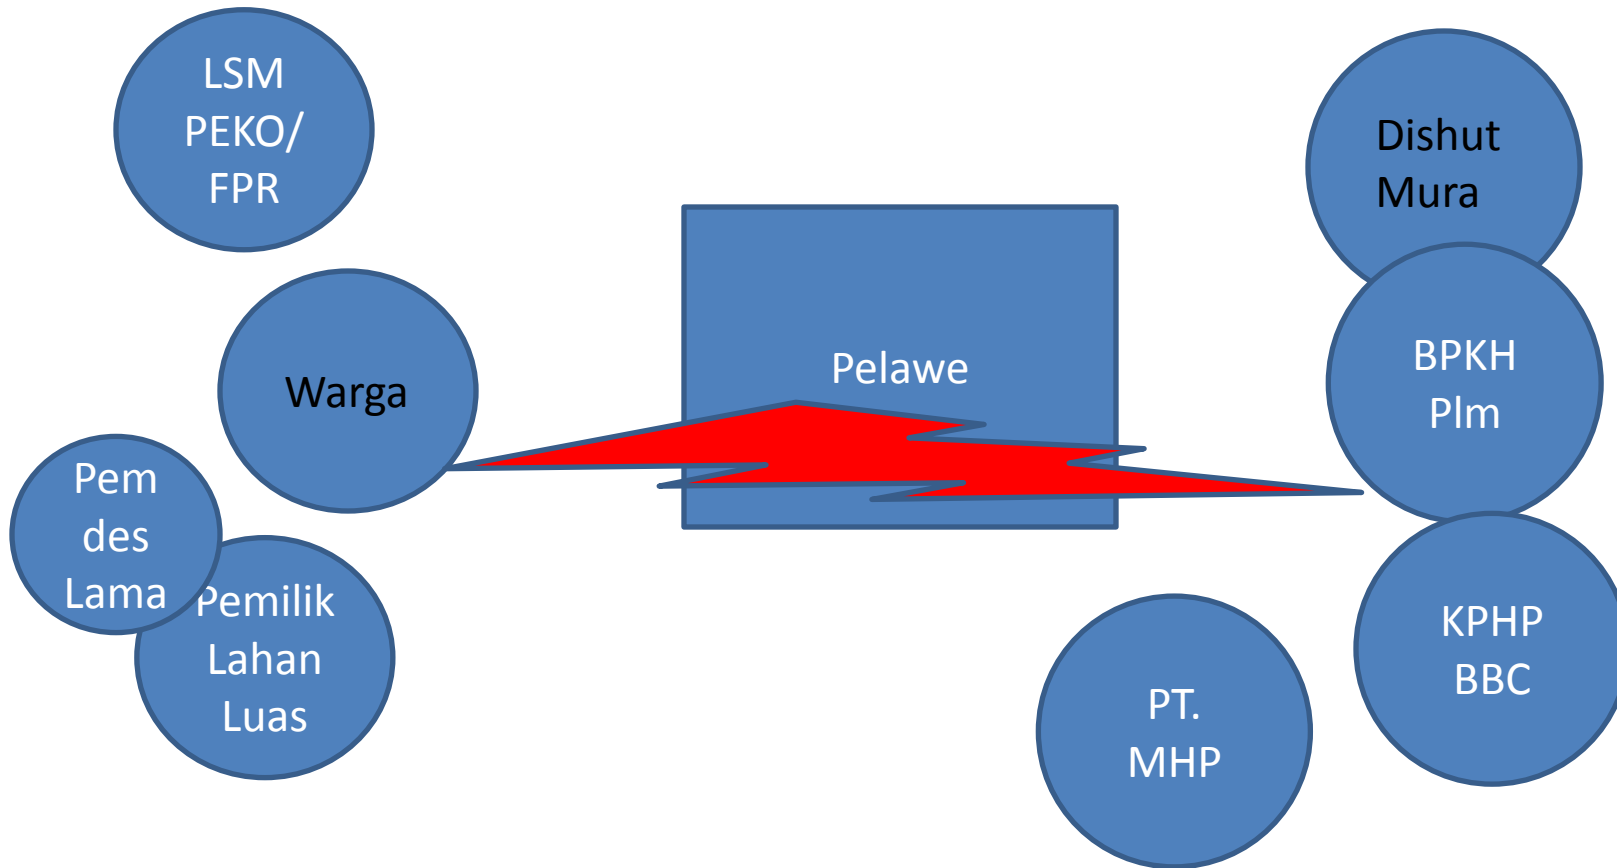 LSM
PEKO/
FPR
Warga
Pem
des
Lama
Pemilik
Lahan
Luas
Pelawe
Dishut
Mura
BPKH
Plm
KPHP
BBC
PT.
MHP